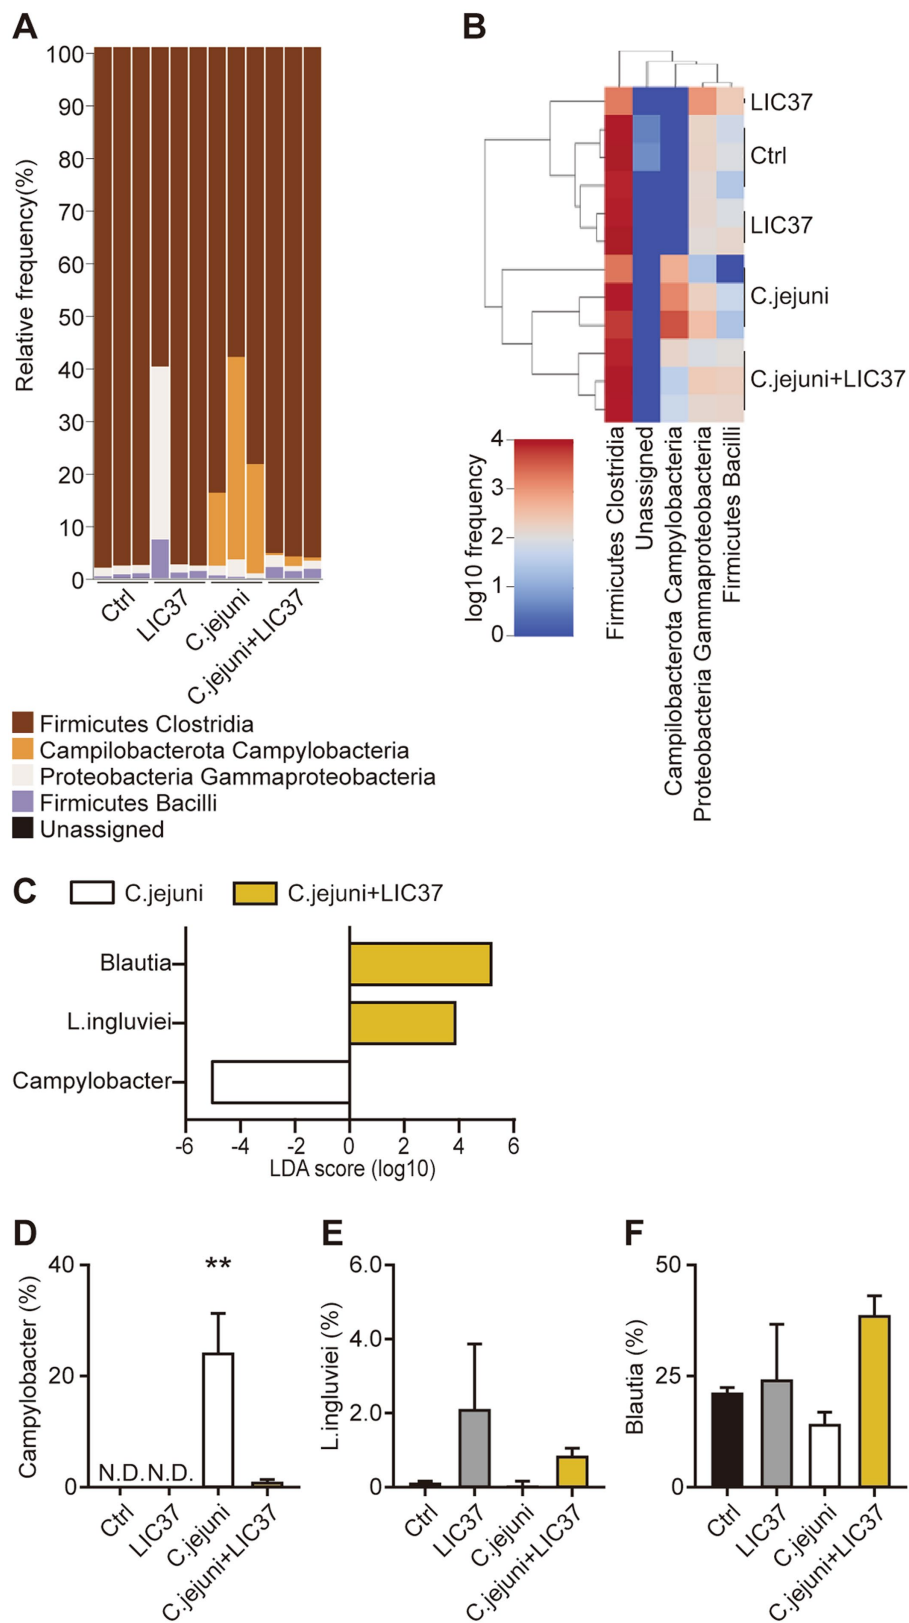 A
100
90
80
70
60
50
40
30
20
10
0
Relative frequency(%)
Ctrl
LIC37
C.jejuni
C.jejuni+LIC37
Firmicutes Clostridia
Campilobacterota Campylobacteria
Proteobacteria Gammaproteobacteria
Firmicutes Bacilli
Unassigned
B
LIC37
Ctrl
LIC37
C.jejuni
C.jejuni+LIC37
Firmicutes Clostridia
Unassigned
Campilobacterota Campylobacteria
Proteobacteria Gammaproteobacteria
Firmicutes Bacilli
log10 frequency
4
3
2
1
0
C
C.jejuni
C.jejuni+LIC37
Blautia
L.ingluviei
Campylobacter
-6 -4 -2 0 2 4 6
LDA score (log10)
D
Campylobacter (%)
40
20
0
**
N.D. N.D.
Ctrl
LIC37
C.jejuni
C.jejuni+LIC37
E
L.ingluviei (%)
6.0
4.0
2.0
0
Ctrl
LIC37
C.jejuni
C.jejuni+LIC37
F
Blautia (%)
50
25
0
Ctrl
LIC37
C.jejuni
C.jejuni+LIC37